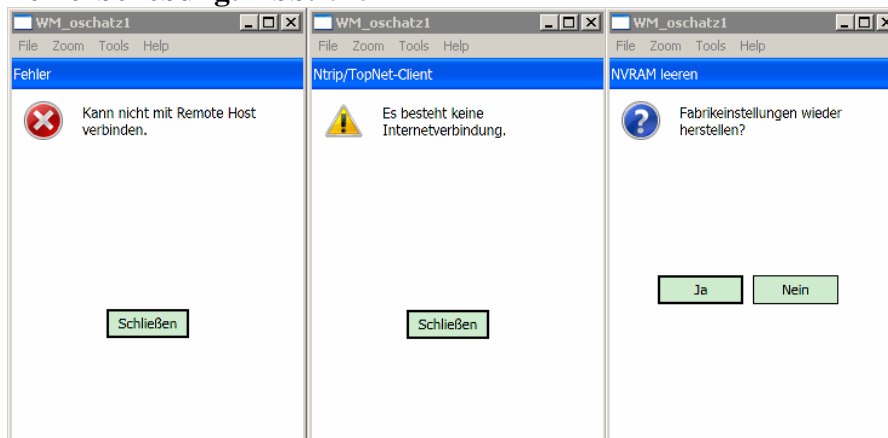 WM_oschatz1
File Zoom Tools Help
Fehler
Kann nicht mit Remote Host
verbinden.
Schließen
WM_oschatz1
File Zoom Tools Help
Ntrip/TopNet-Client
Es besteht keine
Internetverbindung.
Schließen
WM_oschatz1
File Zoom Tools Help
NVRAM leeren
Fabrikeinstellungen wieder
herstellen?
Ja Nein